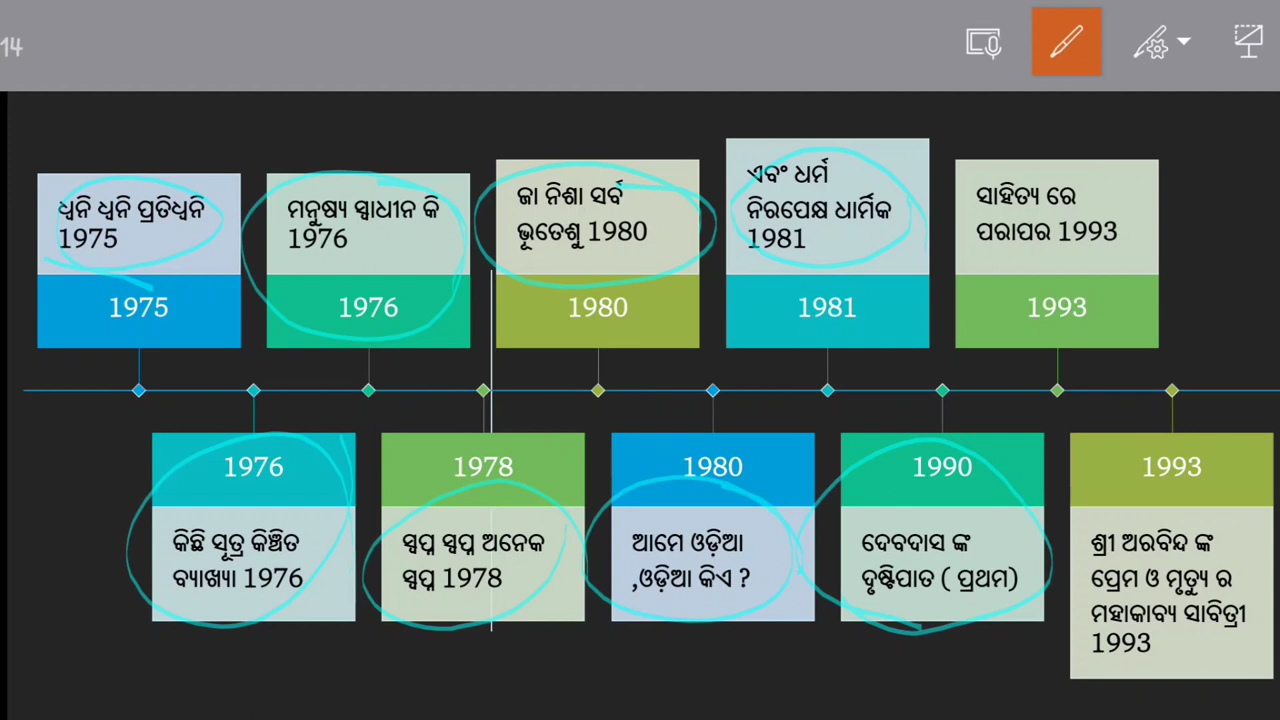 14
ଧ୍ୱନି ଧ୍ୱନି ପ୍ରତିଧ୍ୱନି
1975
1975
1976
କିଛି ସୂତ୍ର କିଞ୍ଚିତ
ବ୍ୟାଖ୍ୟା 1976
ମନୁଷ୍ୟ ସ୍ୱାଧୀନ କି
1976
1976
1978
ସ୍ୱପ୍ନ ସ୍ୱପ୍ନ ଅନେକ
ସ୍ୱପ୍ନ 1978
ଜା ନିଶା ସର୍ବ
ଭୂତେଶୁ 1980
1980
1980
ଆମେ ଓଡ଼ିଆ
,ଓଡ଼ିଆ କିଏ ?
ଏବଂ ଧର୍ମ
ନିରପେକ୍ଷ ଧାର୍ମିକ
1981
1981
1990
ଦେବଦାସ ଙ୍କ
ଦୃଷ୍ଟିପାତ ( ପ୍ରଥମ)
ସାହିତ୍ୟ ରେ
ପରାପର 1993
1993
1993
ଶ୍ରୀ ଅରବିନ୍ଦ ଙ୍କ
ପ୍ରେମ ଓ ମୃତ୍ୟୁ ର
ମହାକାବ୍ୟ ସାବିତ୍ରୀ
1993